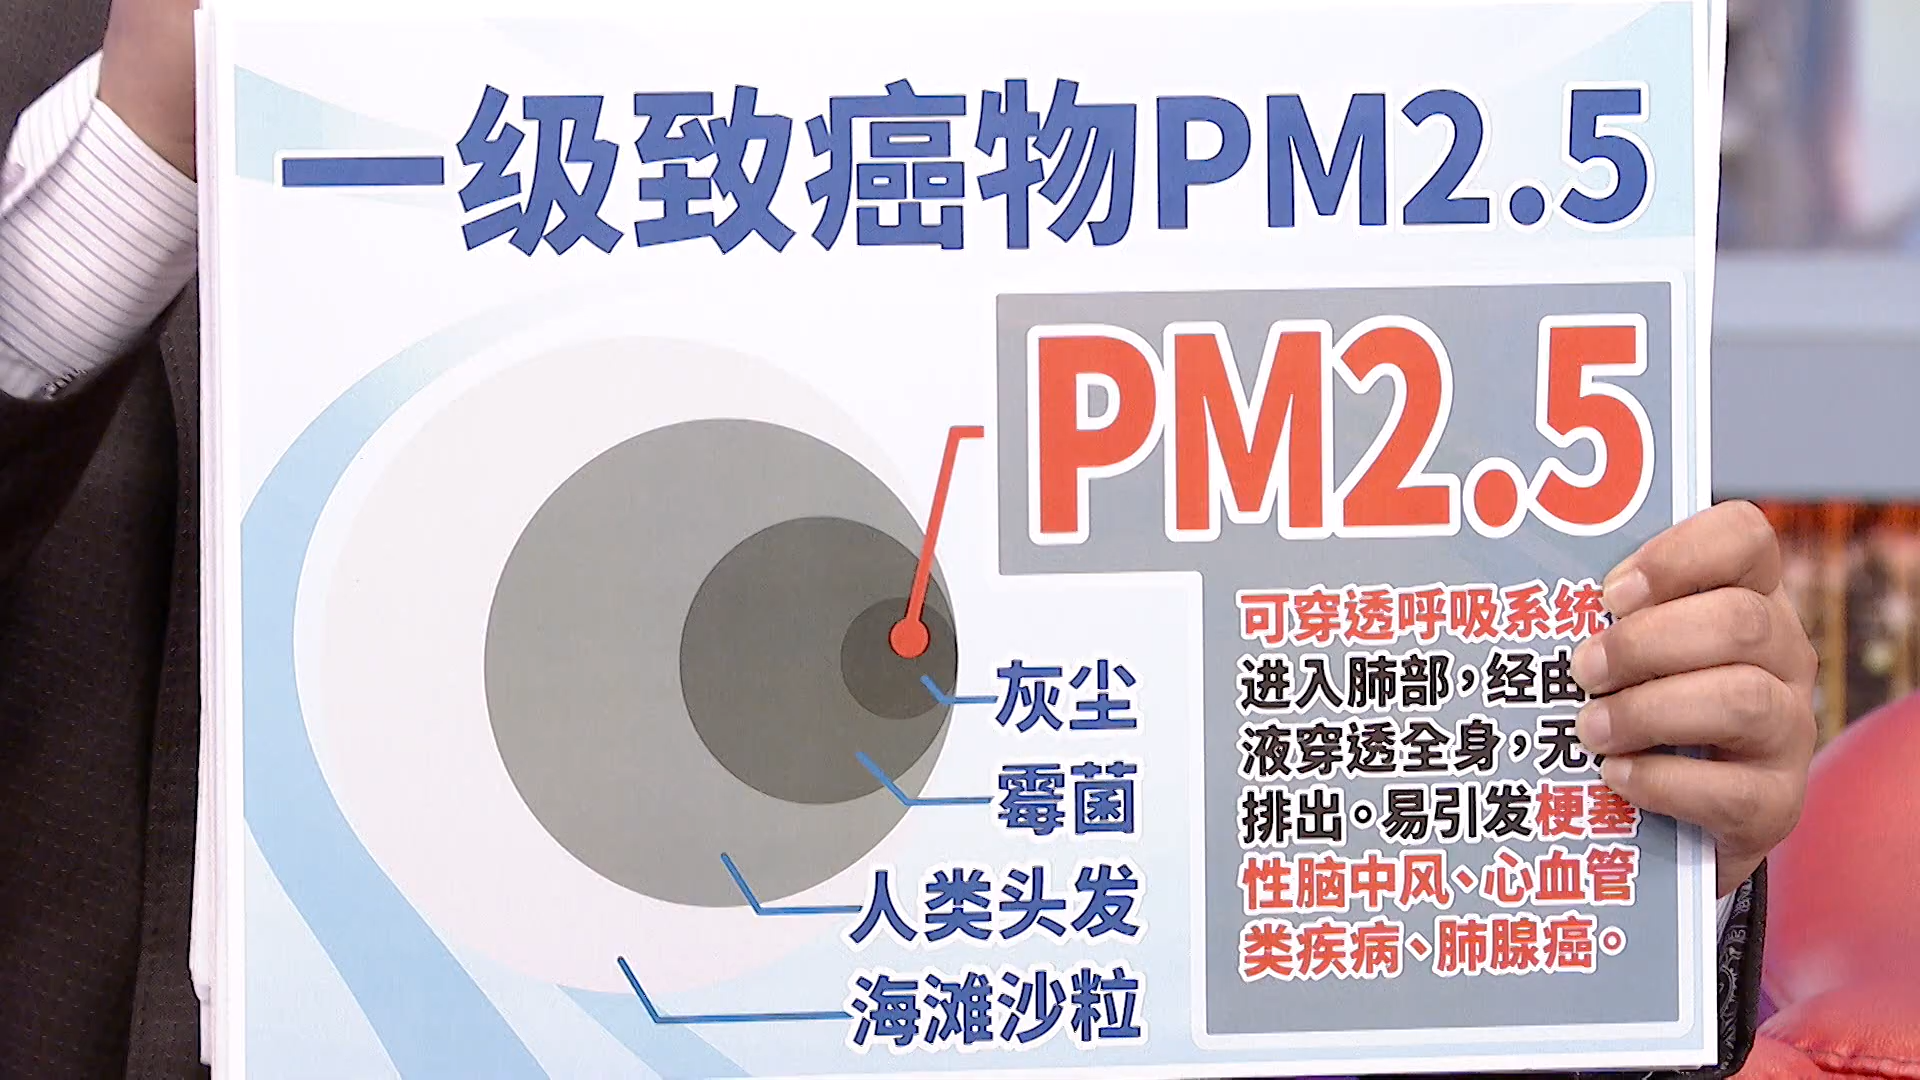 一级致癌物PM2.5
PM2.5
可穿透呼吸系统
进入肺部，经由
液穿透全身，无
排出。易引发梗塞
性脑中风、心血管
类疾病、肺腺癌。
灰尘
霉菌
人类头发
海滩沙粒